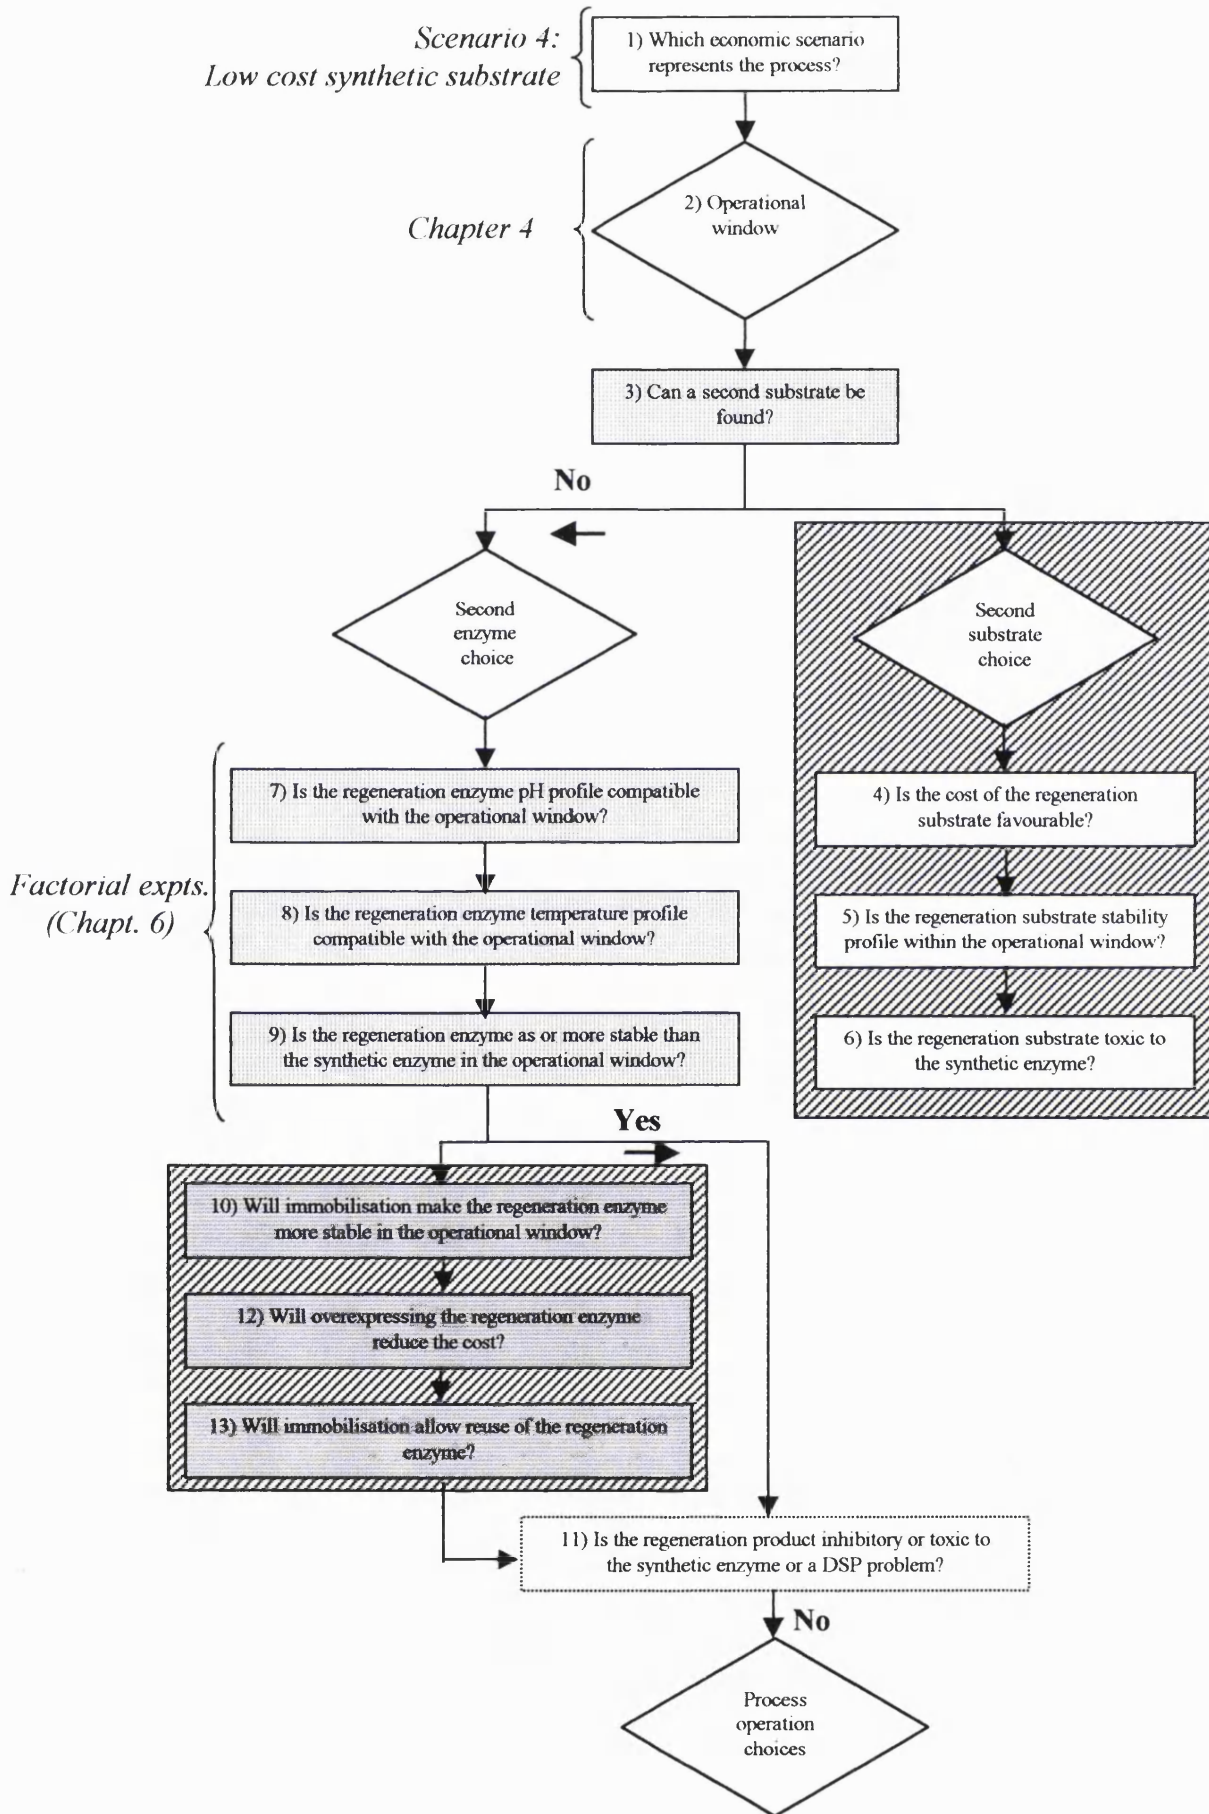 Scenario 4:
Low cost synthetic substrate
1) Which economic scenario
represents the process?
Chapter 4
2) Operational
window
3) Can a second substrate be
found?
No
Second
enzyme
choice
Second
substrate
choice
Factorial expts.
(Chapt. 6)
7) Is the regeneration enzyme pH profile compatible
with the operational window?
8) Is the regeneration enzyme temperature profile
compatible with the operational window?
9) Is the regeneration enzyme as or more stable than
the synthetic enzyme in the operational window?
4) Is the cost of the regeneration
substrate favourable?
5) Is the regeneration substrate stability
profile within the operational window?
6) Is the regeneration substrate toxic to
the synthetic enzyme?
Yes
10) Will immobilisation make the regeneration enzyme
more stable in the operational window?
12) Will overexpressing the regeneration enzyme
reduce the cost?
13) Will immobilisation allow reuse of the regeneration
enzyme?
11) Is the regeneration product inhibitory or toxic to
the synthetic enzyme or a DSP problem?
No
Process
operation
choices